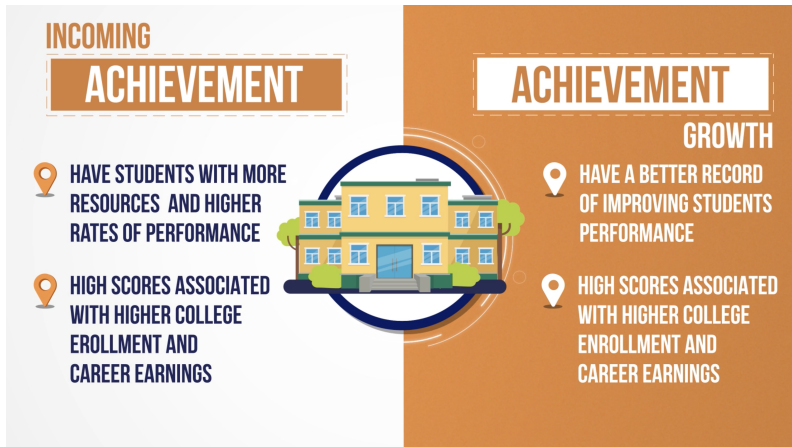 INCOMING
ACHIEVEMENT
HAVE STUDENTS WITH MORE
RESOURCES AND HIGHER
RATES OF PERFORMANCE
HIGH SCORES ASSOCIATED
WITH HIGHER COLLEGE
EROLLMENT AND
CAREER EARNINGS
ACHIEVEMENT
GROWTH
HAVE A BETTER RECORD
OF IMPROVING STUDENTS
PERFORMANCE
HIGH SCORES ASSOCIATED
WITH HIGHER COLLEGE
ENROLLMENT AND
CAREER EARNINGS